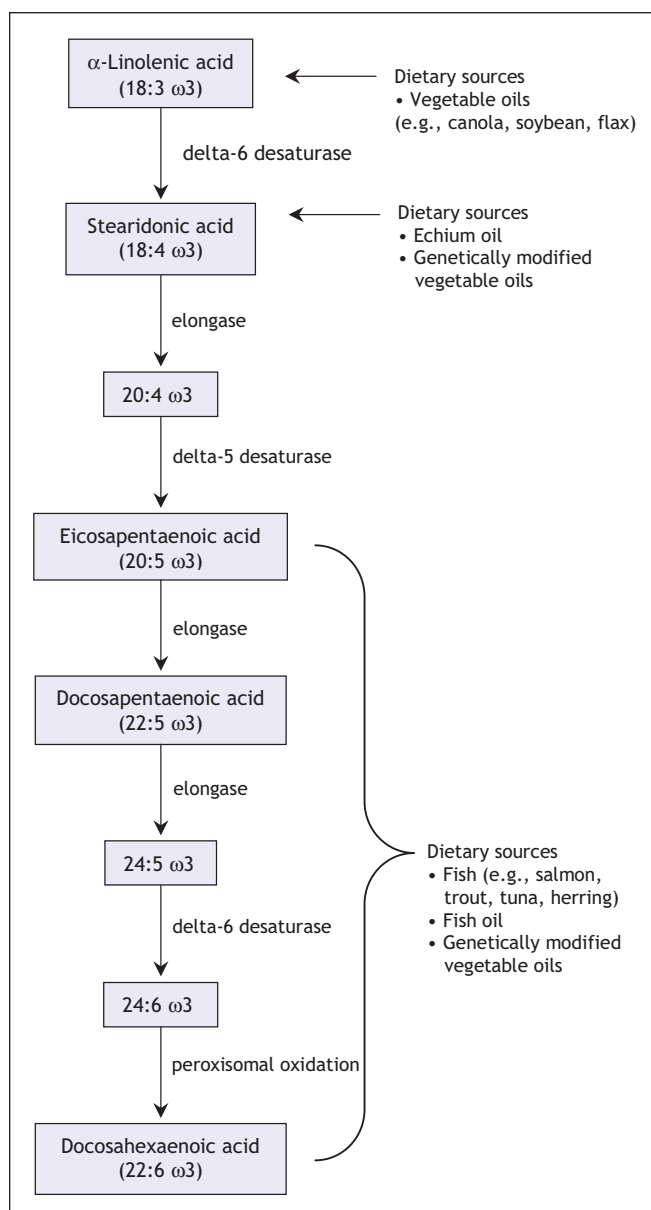 α-Linolenic acid
(18:3 ω3)
Dietary sources
• Vegetable oils
(e.g., canola, soybean, flax)
delta-6 desaturase
Stearidonic acid
(18:4 ω3)
Dietary sources
• Echium oil
• Genetically modified
vegetable oils
elongase
20:4 ω3
delta-5 desaturase
Eicosapentaenoic acid
(20:5 ω3)
elongase
Docosapentaenoic acid
(22:5 ω3)
elongase
24:5 ω3
Dietary sources
• Fish (e.g., salmon,
trout, tuna, herring)
• Fish oil
• Genetically modified
vegetable oils
delta-6 desaturase
24:6 ω3
peroxisomal oxidation
Docosahexaenoic acid
(22:6 ω3)